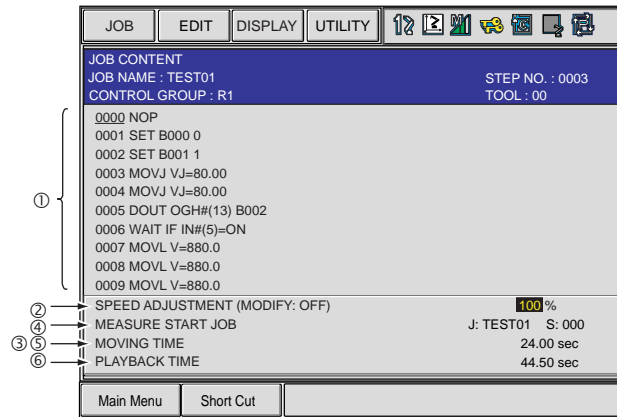 JOB EDIT DISPLAY UTILITY
JOB CONTENT
JOB NAME : TEST01 STEP NO. : 0003
CONTROL GROUP : R1 TOOL : 00
0000 NOP
0001 SET B000 0
0002 SET B001 1
0003 MOVJ VJ=80.00
0004 MOVJ VJ=80.00
① 
0005 DOUT OGH#(13) B002
0006 WAIT IF IN#(5)=ON
0007 MOVL V=880.0
0008 MOVL V=880.0
0009 MOVL V=880.0
② SPEED ADJUSTMENT (MODIFY: OFF) 100 %
④ MEASURE START JOB J: TEST01 S: 000
③⑤ MOVING TIME 24.00 sec
⑥ PLAYBACK TIME 44.50 sec
Main Menu Short Cut